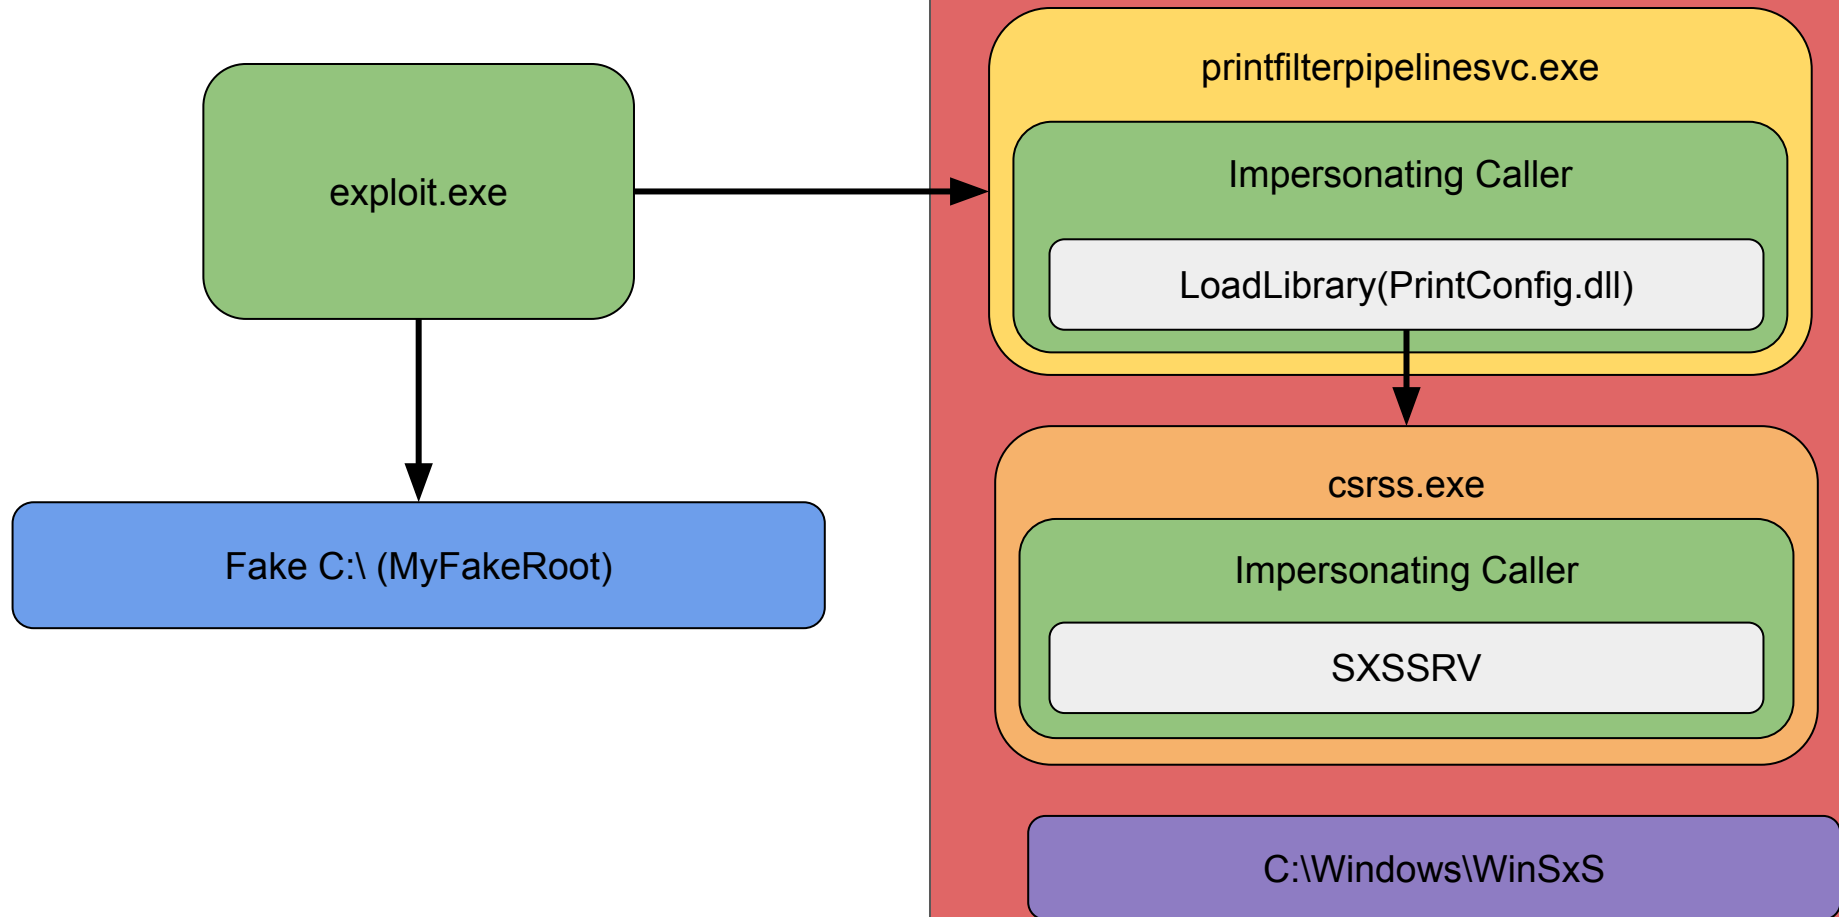 exploit.exe
Fake C:\ (MyFakeRoot)
printfilterpipelinesvc.exe
Impersonating Caller
LoadLibrary(PrintConfig.dll)
csrss.exe
Impersonating Caller
SXSSRV
C:\Windows\WinSxS